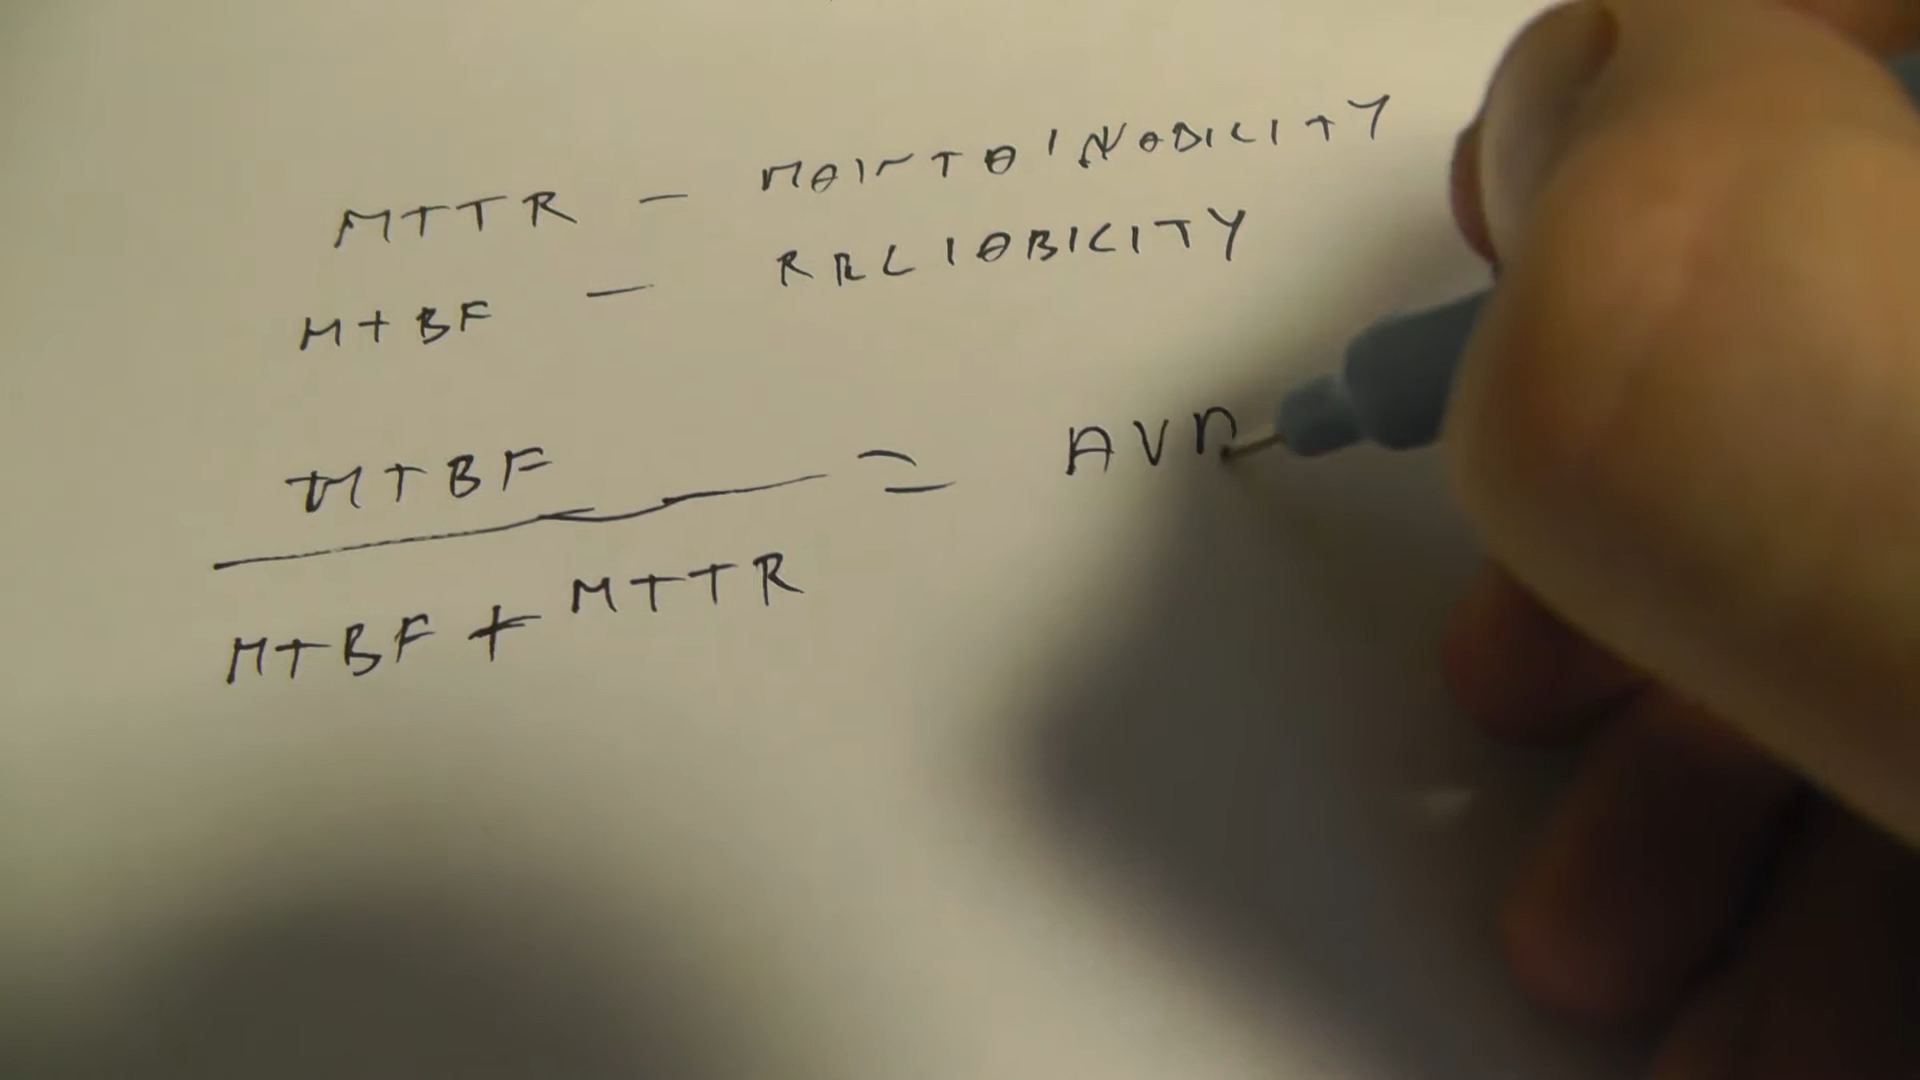 MTTR - MAINTAINABILITY
MTBF - RELIABILITY
MTBF = AVA
MTBF + MTTR